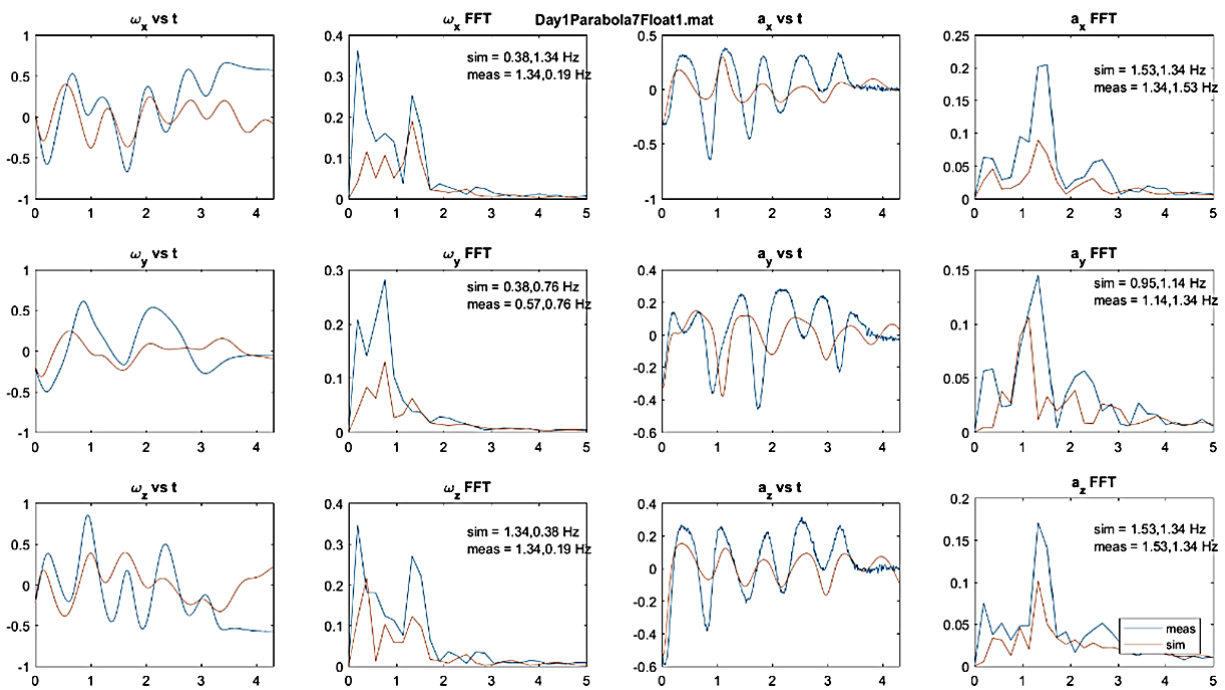 Day1Parabola7Float1.mat
ω_x vs t
1
0.5
0
-0.5
-1
0 1 2 3 4
ω_x FFT
sim = 0.38,1.34 Hz
meas = 1.34,0.19 Hz
0.4
0.3
0.2
0.1
0
0 1 2 3 4 5
a_x vs t
0.5
0
-0.5
-1
0 1 2 3 4
a_x FFT
sim = 1.53,1.34 Hz
meas = 1.34,1.53 Hz
0.25
0.2
0.15
0.1
0.05
0
0 1 2 3 4 5
ω_y vs t
1
0.5
0
-0.5
-1
0 1 2 3 4
ω_y FFT
sim = 0.38,0.76 Hz
meas = 0.57,0.76 Hz
0.3
0.2
0.1
0
0 1 2 3 4 5
a_y vs t
0.4
0.2
0
-0.2
-0.4
-0.6
0 1 2 3 4
a_y FFT
sim = 0.95,1.14 Hz
meas = 1.14,1.34 Hz
0.15
0.1
0.05
0
0 1 2 3 4 5
ω_z vs t
1
0.5
0
-0.5
-1
0 1 2 3 4
ω_z FFT
sim = 1.34,0.38 Hz
meas = 1.34,0.19 Hz
0.4
0.3
0.2
0.1
0
0 1 2 3 4 5
a_z vs t
0.4
0.2
0
-0.2
-0.4
-0.6
0 1 2 3 4
a_z FFT
sim = 1.53,1.34 Hz
meas = 1.53,1.34 Hz
0.2
0.15
0.1
0.05
0
0 1 2 3 4 5
meas
sim